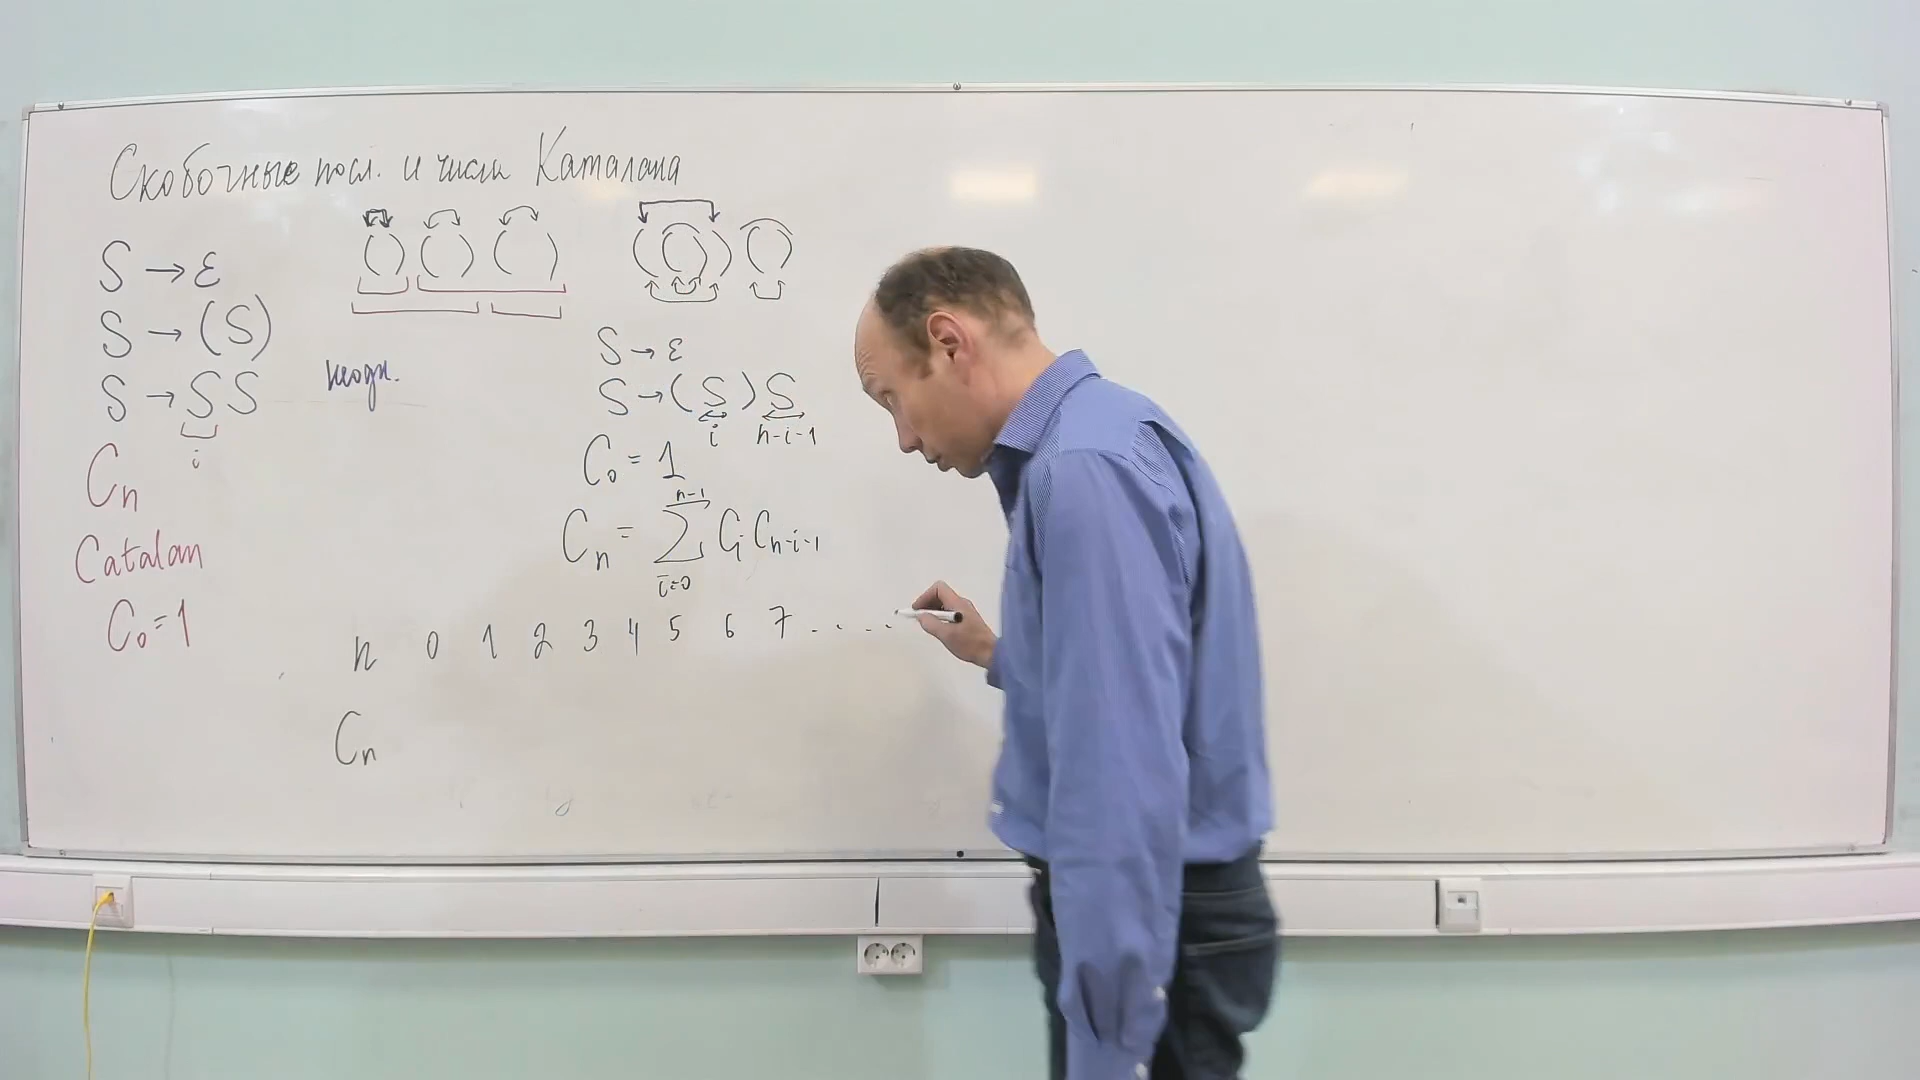 Скобочные посл. и числа Каталана
() () ()
(()) ()
S → ε
S → (S)
S → SS
i
неодн.
Cn
Catalan
C₀ = 1
S → ε
S → (S)S
i n-i-1
C₀ = 1
n-1
Cn = ∑ Ci Cn-i-1
i=0
n 0 1 2 3 4 5 6 7 ....
Cn